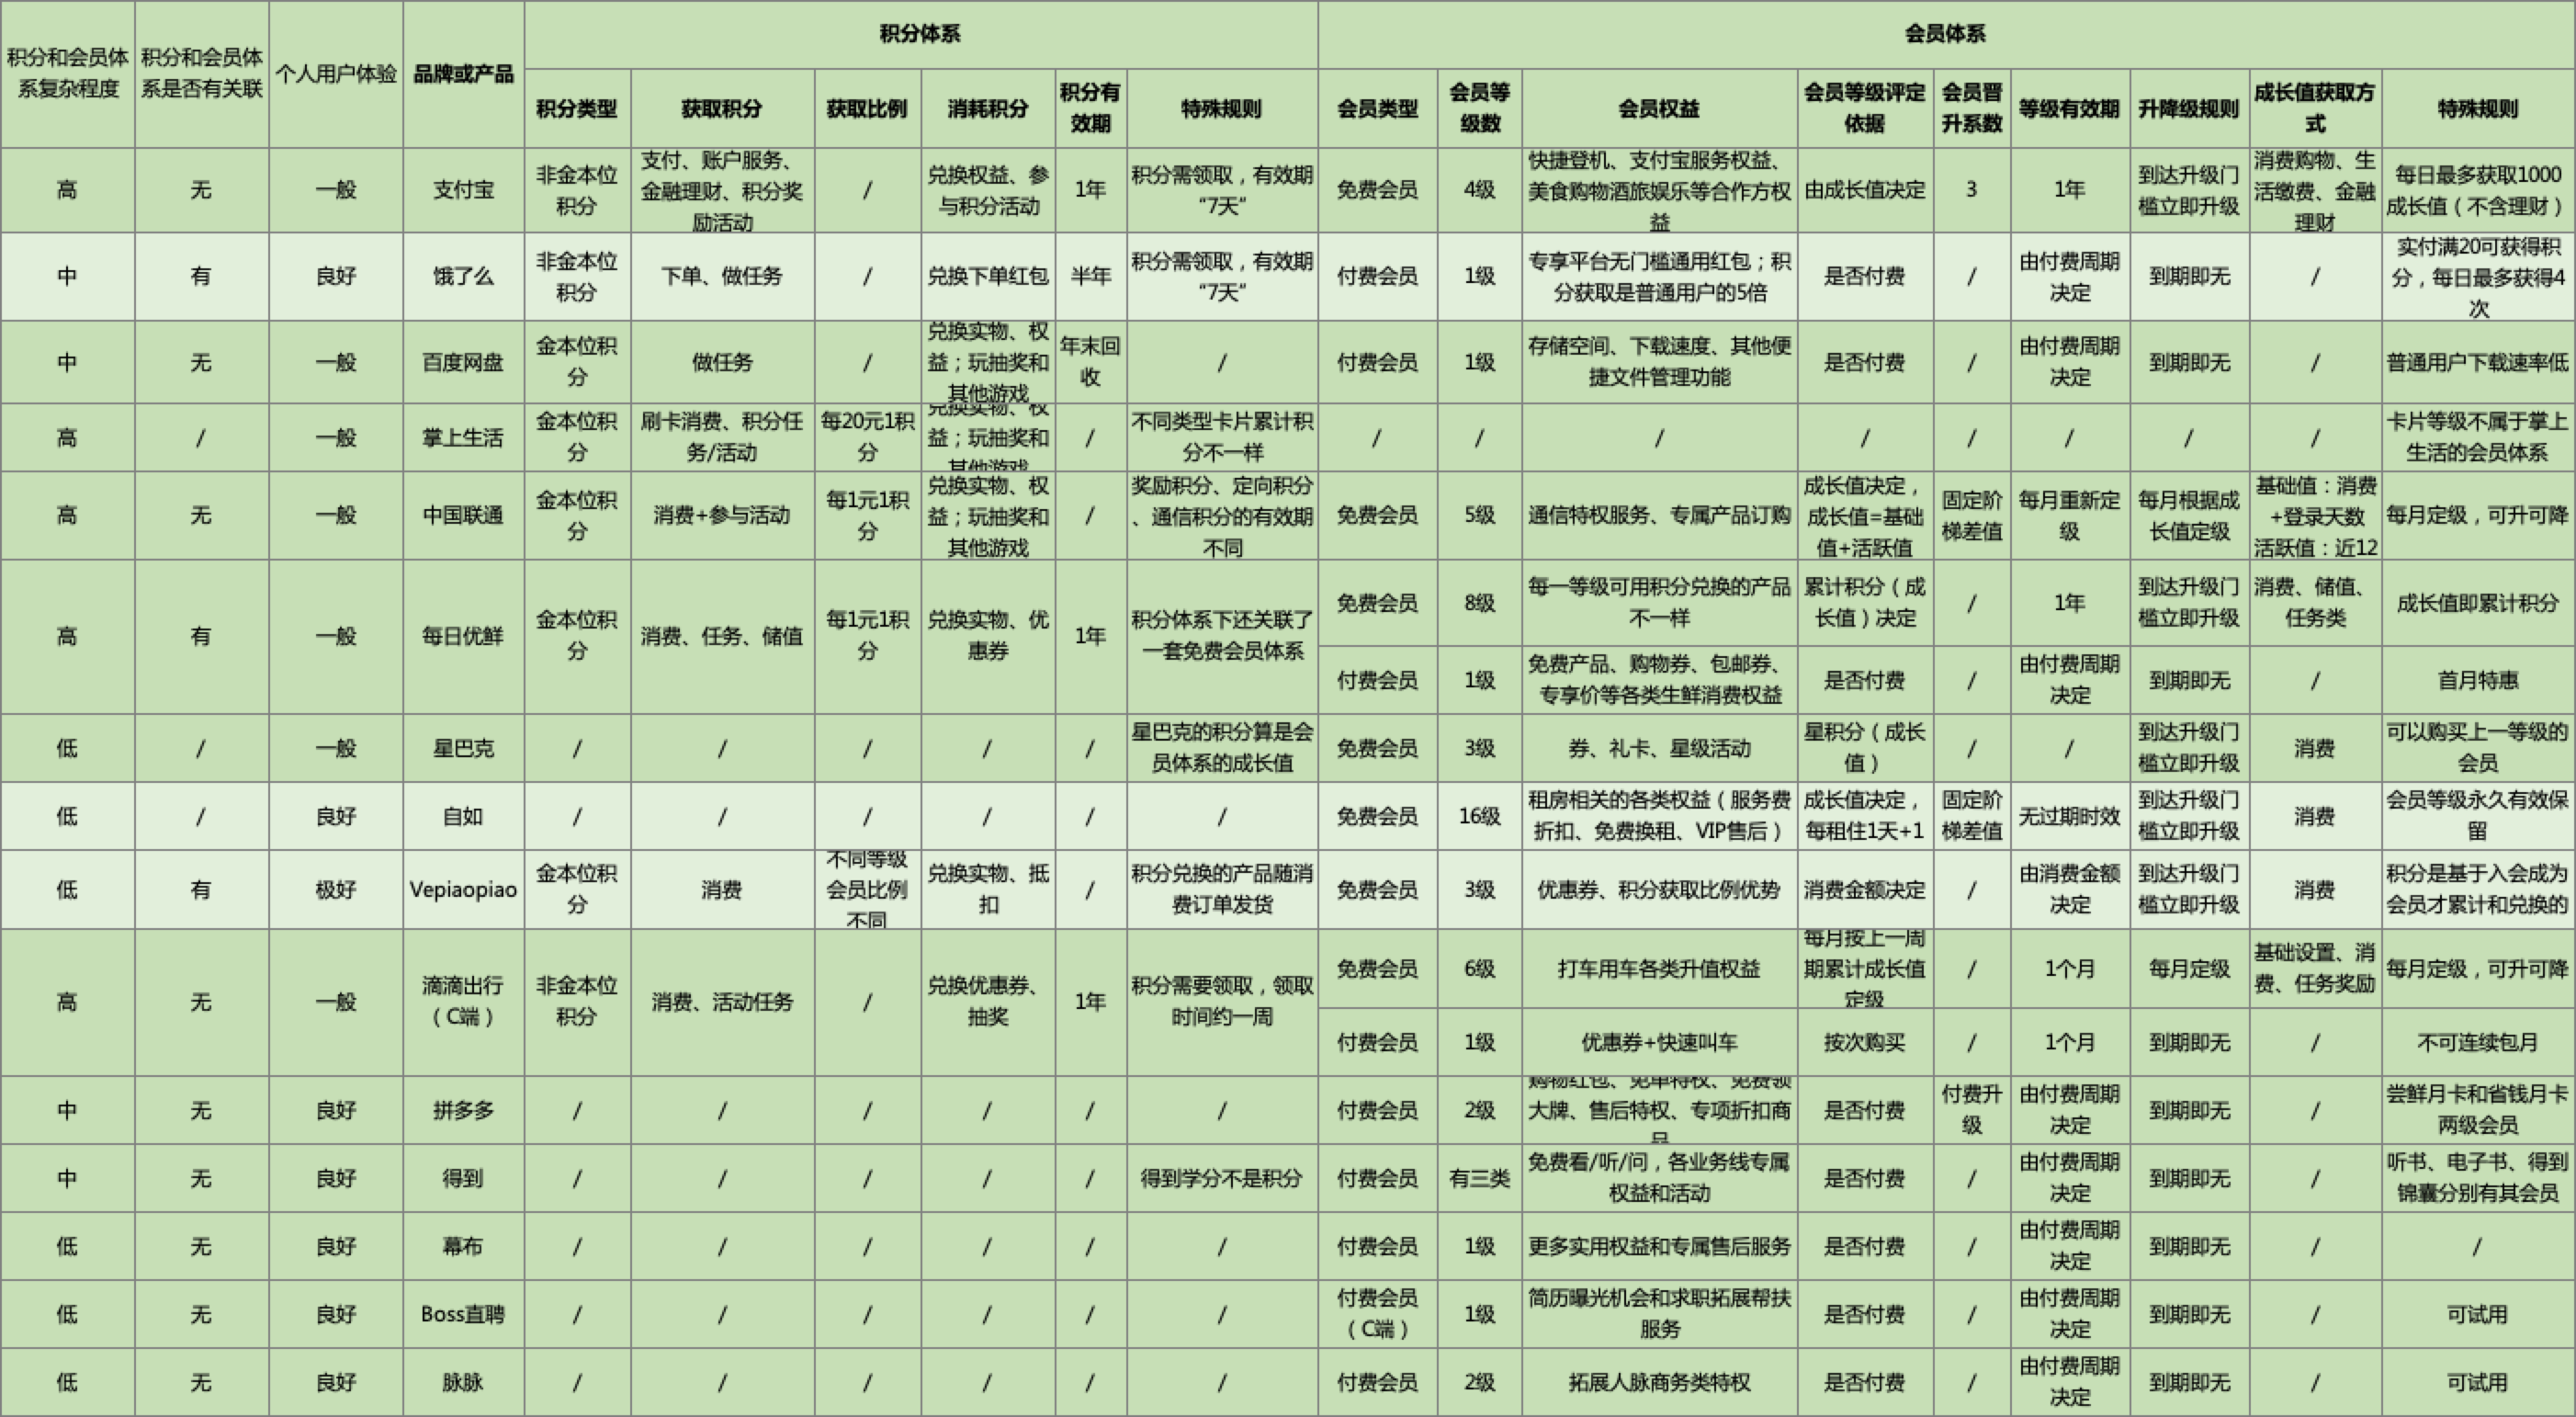 积分和会员体
系复杂程度
积分和会员体
系是否有关联
个人用户体验
品牌或产品
积分体系
会员体系
积分类型
获取积分
获取比例
消耗积分
积分有
效期
特殊规则
会员类型
会员等
级数
会员权益
会员等级评定
依据
会员晋
升系数
等级有效期
升降级规则
成长值获取方
式
特殊规则
高
无
一般
支付宝
非金本位
积分
支付、账户服务、
金融理财、积分奖
励活动
/
兑换权益、参
与积分活动
1年
积分需领取，有效期
“7天”
免费会员
4级
快捷登机、支付宝服务权益、
美食购物酒旅娱乐等合作方权
益
由成长值决定
3
1年
到达升级门
槛立即升级
消费购物、生
活缴费、金融
理财
每日最多获取1000
成长值（不含理财）
中
有
良好
饿了么
非金本位
积分
下单、做任务
/
兑换下单红包
半年
积分需领取，有效期
“7天”
付费会员
1级
专享平台无门槛通用红包；积
分获取是普通用户的5倍
是否付费
/
由付费周期
决定
到期即无
/
实付满20可获得积
分，每日最多获得4
次
中
无
一般
百度网盘
金本位积
分
做任务
/
兑换实物、权
益；玩抽奖和
其他游戏
年末回
收
/
付费会员
1级
存储空间、下载速度、其他便
捷文件管理功能
是否付费
/
由付费周期
决定
到期即无
/
普通用户下载速率低
高
/
一般
掌上生活
金本位积
分
刷卡消费、积分任
务/活动
每20元1积
分
兑换实物、权
益；玩抽奖和
其他游戏
/
不同类型卡片累计积
分不一样
/
/
/
/
/
/
/
/
卡片等级不属于掌上
生活的会员体系
高
无
一般
中国联通
金本位积
分
消费+参与活动
每1元1积
分
兑换实物、权
益；玩抽奖和
其他游戏
/
奖励积分、定向积分
、通信积分的有效期
不同
免费会员
5级
通信特权服务、专属产品订购
成长值决定，
成长值=基础
值+活跃值
固定阶
梯差值
每月重新定
级
每月根据成
长值定级
基础值：消费
+登录天数
活跃值：近12
每月定级，可升可降
高
有
一般
每日优鲜
金本位积
分
消费、任务、储值
每1元1积
分
兑换实物、优
惠券
1年
积分体系下还关联了
一套免费会员体系
免费会员
8级
每一等级可用积分兑换的产品
不一样
累计积分（成
长值）决定
/
1年
到达升级门
槛立即升级
消费、储值、
任务类
成长值即累计积分
付费会员
1级
免费产品、购物券、包邮券、
专享价等各类生鲜消费权益
是否付费
/
由付费周期
决定
到期即无
/
首月特惠
低
/
一般
星巴克
/
/
/
/
/
星巴克的积分算是会
员体系的成长值
免费会员
3级
券、礼卡、星级活动
星积分（成长
值）
/
/
到达升级门
槛立即升级
消费
可以购买上一等级的
会员
低
/
良好
自如
/
/
/
/
/
/
免费会员
16级
租房相关的各类权益（服务费
折扣、免费换租、VIP售后）
成长值决定，
每租住1天+1
固定阶
梯差值
无过期时效
到达升级门
槛立即升级
消费
会员等级永久有效保
留
低
有
极好
Vepiaopiao
金本位积
分
消费
不同等级
会员比例
不同
兑换实物、抵
扣
/
积分兑换的产品随消
费订单发货
免费会员
3级
优惠券、积分获取比例优势
消费金额决定
/
由消费金额
决定
到达升级门
槛立即升级
消费
积分是基于入会成为
会员才累计和兑换的
高
无
一般
滴滴出行
（C端）
非金本位
积分
消费、活动任务
/
兑换优惠券、
抽奖
1年
积分需要领取，领取
时间约一周
免费会员
6级
打车用车各类升值权益
每月按上一周
期累计成长值
定级
/
1个月
每月定级
基础设置、消
费、任务奖励
每月定级，可升可降
付费会员
1级
优惠券+快速叫车
按次购买
/
1个月
到期即无
/
不可连续包月
中
无
良好
拼多多
/
/
/
/
/
/
付费会员
2级
购物红包、免单特权、免费领
大牌、售后特权、专项折扣商
品
是否付费
付费升
级
由付费周期
决定
到期即无
/
尝鲜月卡和省钱月卡
两级会员
中
无
良好
得到
/
/
/
/
/
得到学分不是积分
付费会员
有三类
免费看/听/问，各业务线专属
权益和活动
是否付费
/
由付费周期
决定
到期即无
/
听书、电子书、得到
锦囊分别有其会员
低
无
良好
幕布
/
/
/
/
/
/
付费会员
1级
更多实用权益和专属售后服务
是否付费
/
由付费周期
决定
到期即无
/
/
低
无
良好
Boss直聘
/
/
/
/
/
/
付费会员
（C端）
1级
简历曝光机会和求职拓展帮扶
服务
是否付费
/
由付费周期
决定
到期即无
/
可试用
低
无
良好
脉脉
/
/
/
/
/
/
付费会员
2级
拓展人脉商务类特权
是否付费
/
由付费周期
决定
到期即无
/
可试用